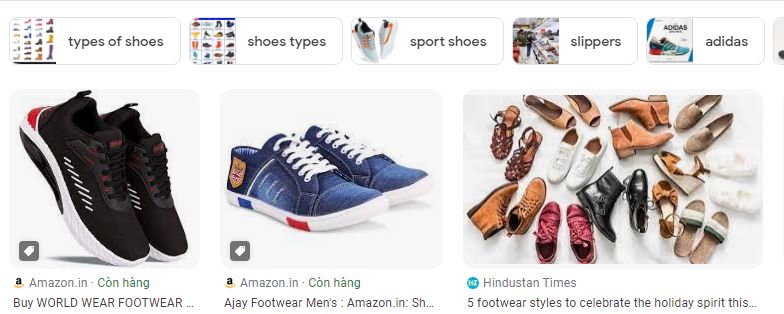 types of shoes
shoes types
sport shoes
slippers
ADIDAS
adidas
Amazon.in · Còn hàng
Buy WORLD WEAR FOOTWEAR ...
Amazon.in · Còn hàng
Ajay Footwear Men's : Amazon.in: Sh...
Hindustan Times
5 footwear styles to celebrate the holiday spirit this...